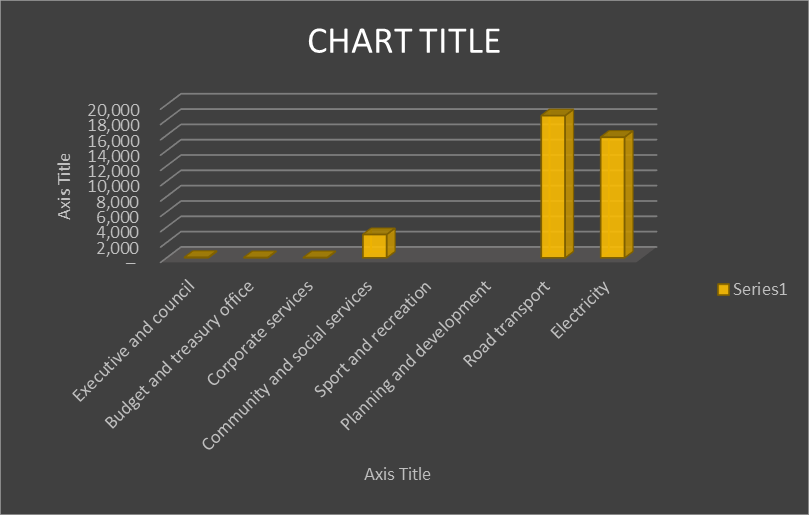 CHART TITLE
Axis Title
20,000
18,000
16,000
14,000
12,000
10,000
8,000
6,000
4,000
2,000
–
Executive and council
Budget and treasury office
Corporate services
Community and social services
Sport and recreation
Planning and development
Road transport
Electricity
Series1
Axis Title